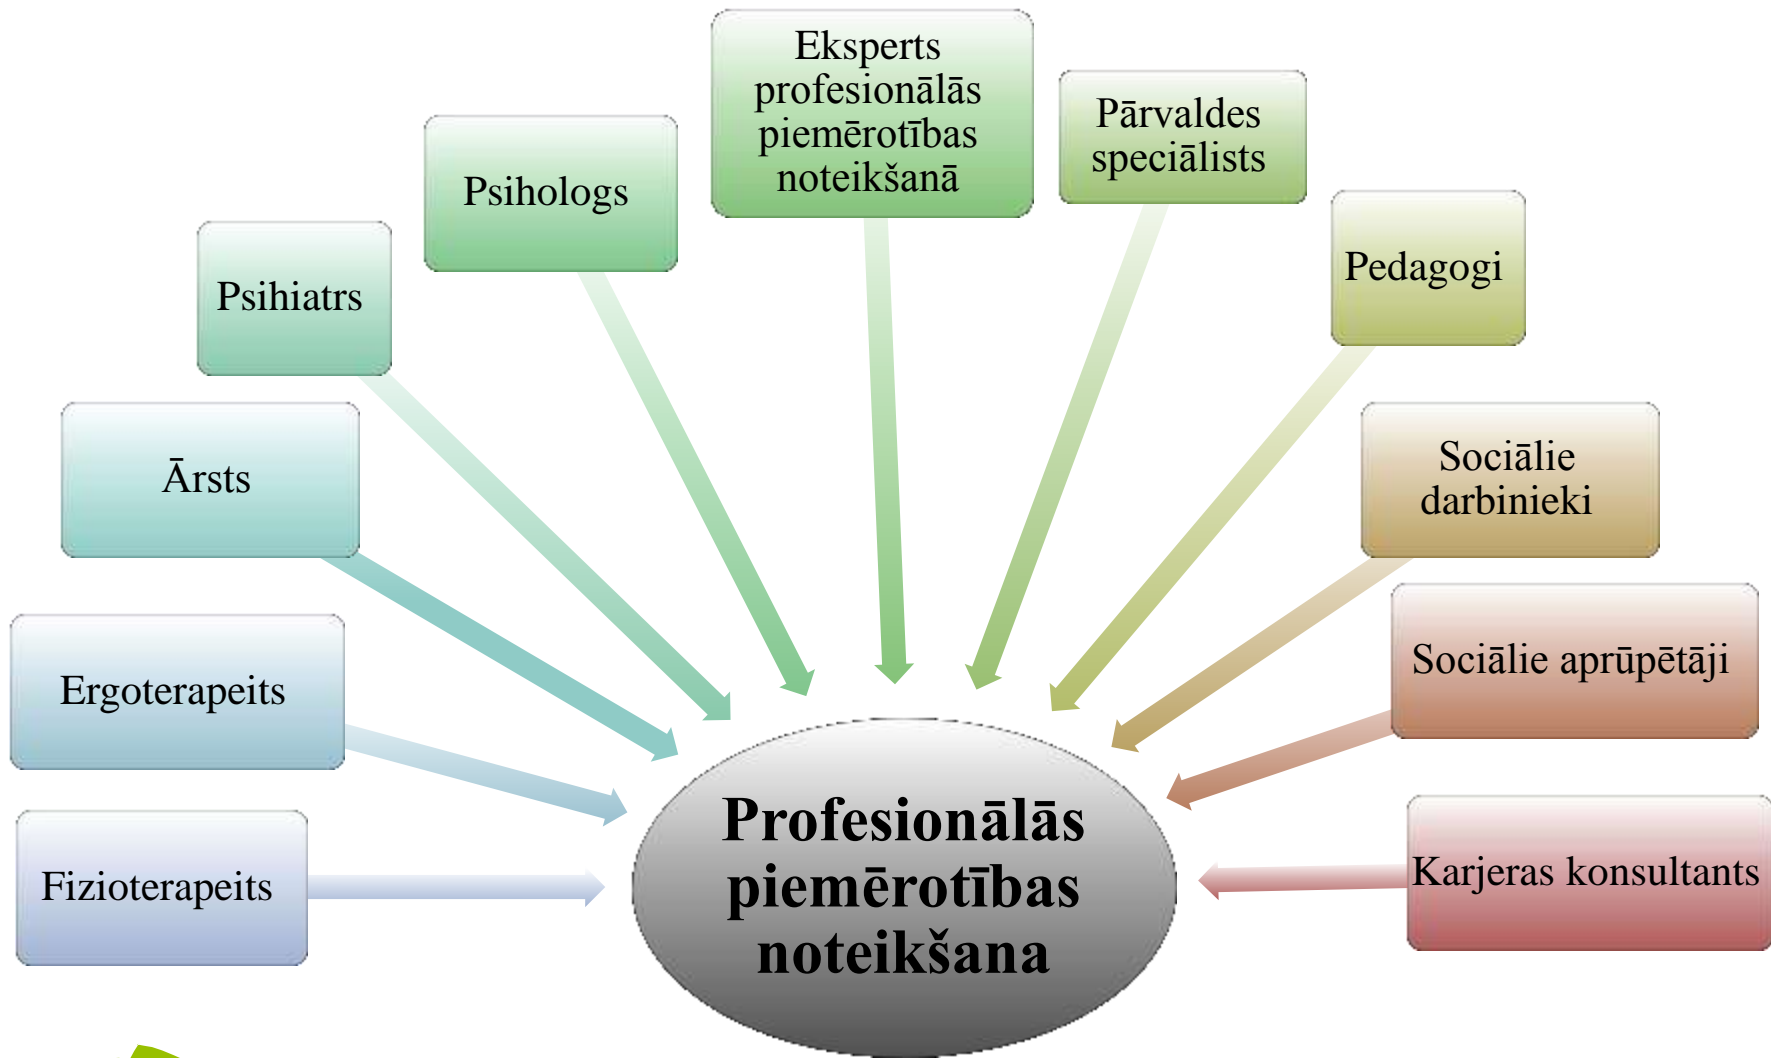 Eksperts
profesionālās
piemērotības
noteikšanā
Pārvaldes
speciālists
Psihologs
Pedagogi
Psihiatrs
Ārsts
Sociālie
darbinieki
Ergoterapeits
Sociālie aprūpētāji
Fizioterapeits
Karjeras konsultants
Profesionālās
piemērotības
noteikšana